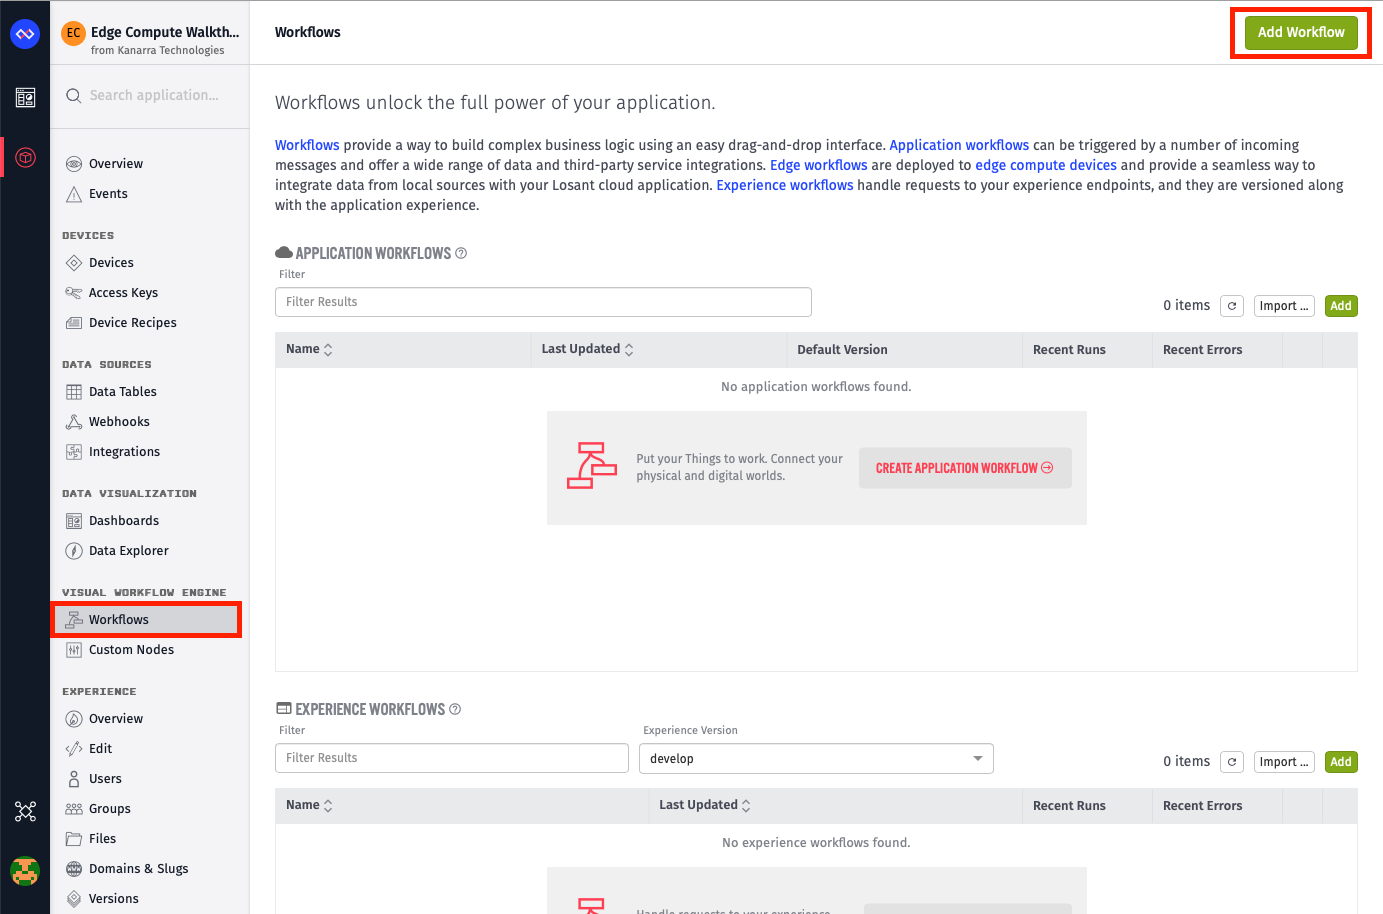 EC
Edge Compute Walkth...
from Kanarra Technologies
Search application...
Overview
Events
DEVICES
Devices
Access Keys
Device Recipes
DATA SOURCES
Data Tables
Webhooks
Integrations
DATA VISUALIZATION
Dashboards
Data Explorer
VISUAL WORKFLOW ENGINE
Workflows
Custom Nodes
EXPERIENCE
Overview
Edit
Users
Groups
Files
Domains & Slugs
Versions
Workflows
Add Workflow
Workflows unlock the full power of your application.
Workflows provide a way to build complex business logic using an easy drag-and-drop interface. Application workflows can be triggered by a number of incoming
messages and offer a wide range of data and third-party service integrations. Edge workflows are deployed to edge compute devices and provide a seamless way to
integrate data from local sources with your Losant cloud application. Experience workflows handle requests to your experience endpoints, and they are versioned along
with the application experience.
APPLICATION WORKFLOWS
Filter
Filter Results
0 items
Import ...
Add
Name Last Updated Default Version Recent Runs Recent Errors
No application workflows found.
Put your Things to work. Connect your
physical and digital worlds.
CREATE APPLICATION WORKFLOW
EXPERIENCE WORKFLOWS
Filter
Filter Results
Experience Version
develop
0 items
Import ...
Add
Name Last Updated Recent Runs Recent Errors
No experience workflows found.
Handle requests to your experience